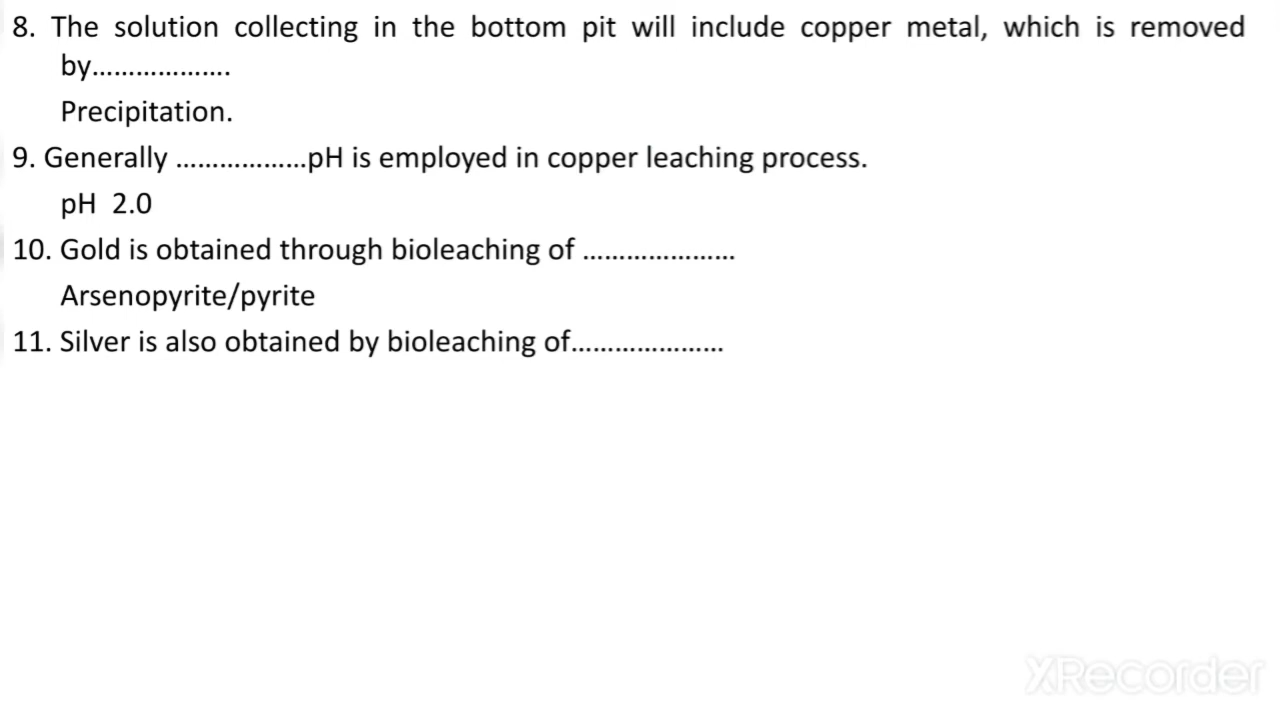 8. The solution collecting in the bottom pit will include copper metal, which is removed
by...................
Precipitation.
9. Generally ..................pH is employed in copper leaching process.
pH 2.0
10. Gold is obtained through bioleaching of .....................
Arsenopyrite/pyrite
11. Silver is also obtained by bioleaching of.....................
XRecorder